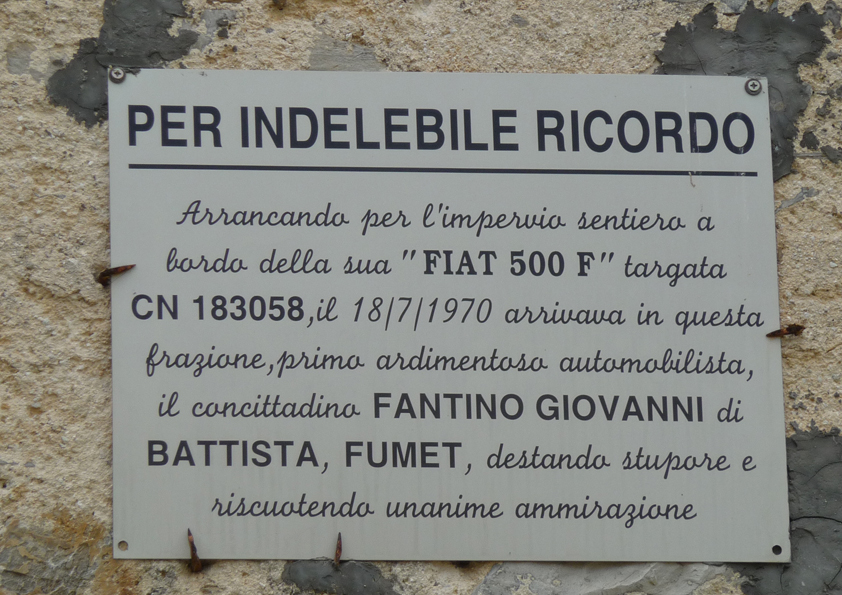 PER INDELEBILE RICORDO
Arrancando per l'impervio sentiero a
bordo della sua "FIAT 500 F" targata
CN 183058,il 18/7/1970 arrivava in questa
frazione,primo ardimentoso automobilista,
il concittadino FANTINO GIOVANNI di
BATTISTA, FUMET, destando stupore e
riscuotendo unanime ammirazione